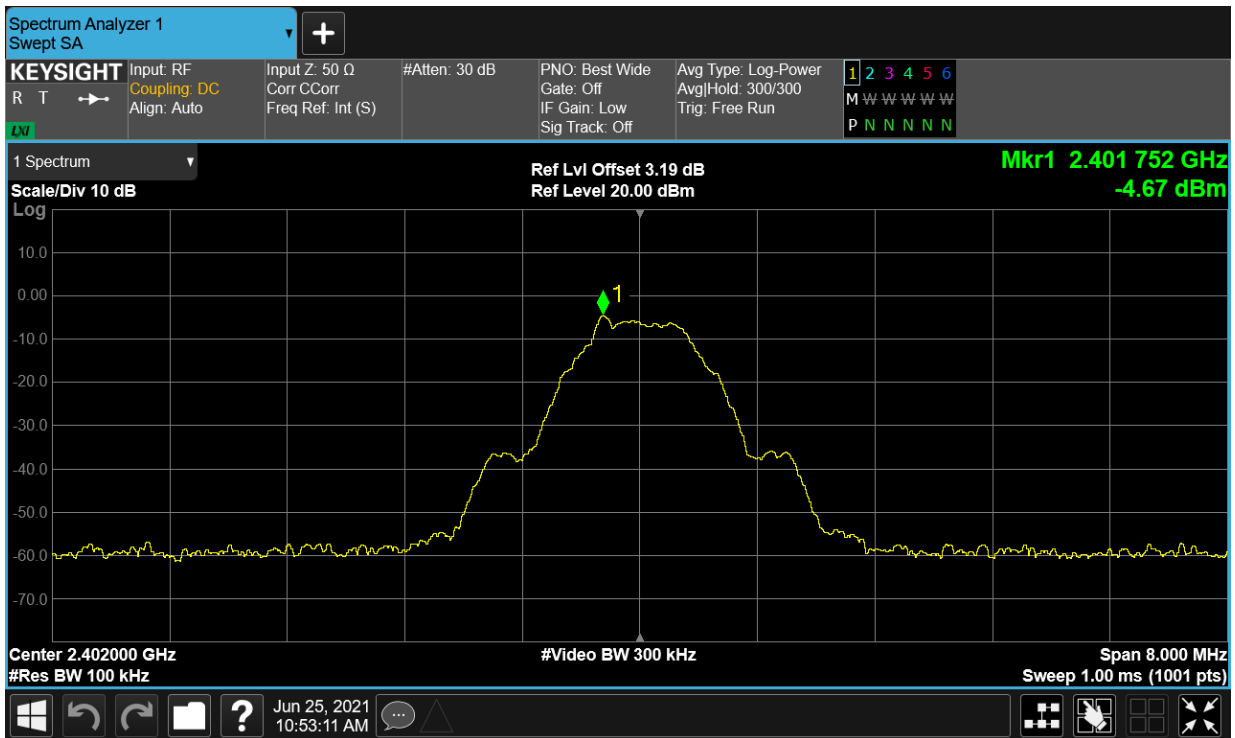 Spectrum Analyzer 1
Swept SA
KEYSIGHT
R T
LXI
Input: RF
Coupling: DC
Align: Auto
Input Z: 50 Ω
Corr CCorr
Freq Ref: Int (S)
#Atten: 30 dB
PNO: Best Wide
Gate: Off
IF Gain: Low
Sig Track: Off
Avg Type: Log-Power
Avg|Hold: 300/300
Trig: Free Run
1 2 3 4 5 6
M W W W W W
P N N N N N
1 Spectrum
Scale/Div 10 dB
Log
Ref Lvl Offset 3.19 dB
Ref Level 20.00 dBm
Mkr1 2.401 752 GHz
-4.67 dBm
10.0
0.00
-10.0
-20.0
-30.0
-40.0
-50.0
-60.0
-70.0
1
Center 2.402000 GHz
#Res BW 100 kHz
#Video BW 300 kHz
Span 8.000 MHz
Sweep 1.00 ms (1001 pts)
?
Jun 25, 2021
10:53:11 AM